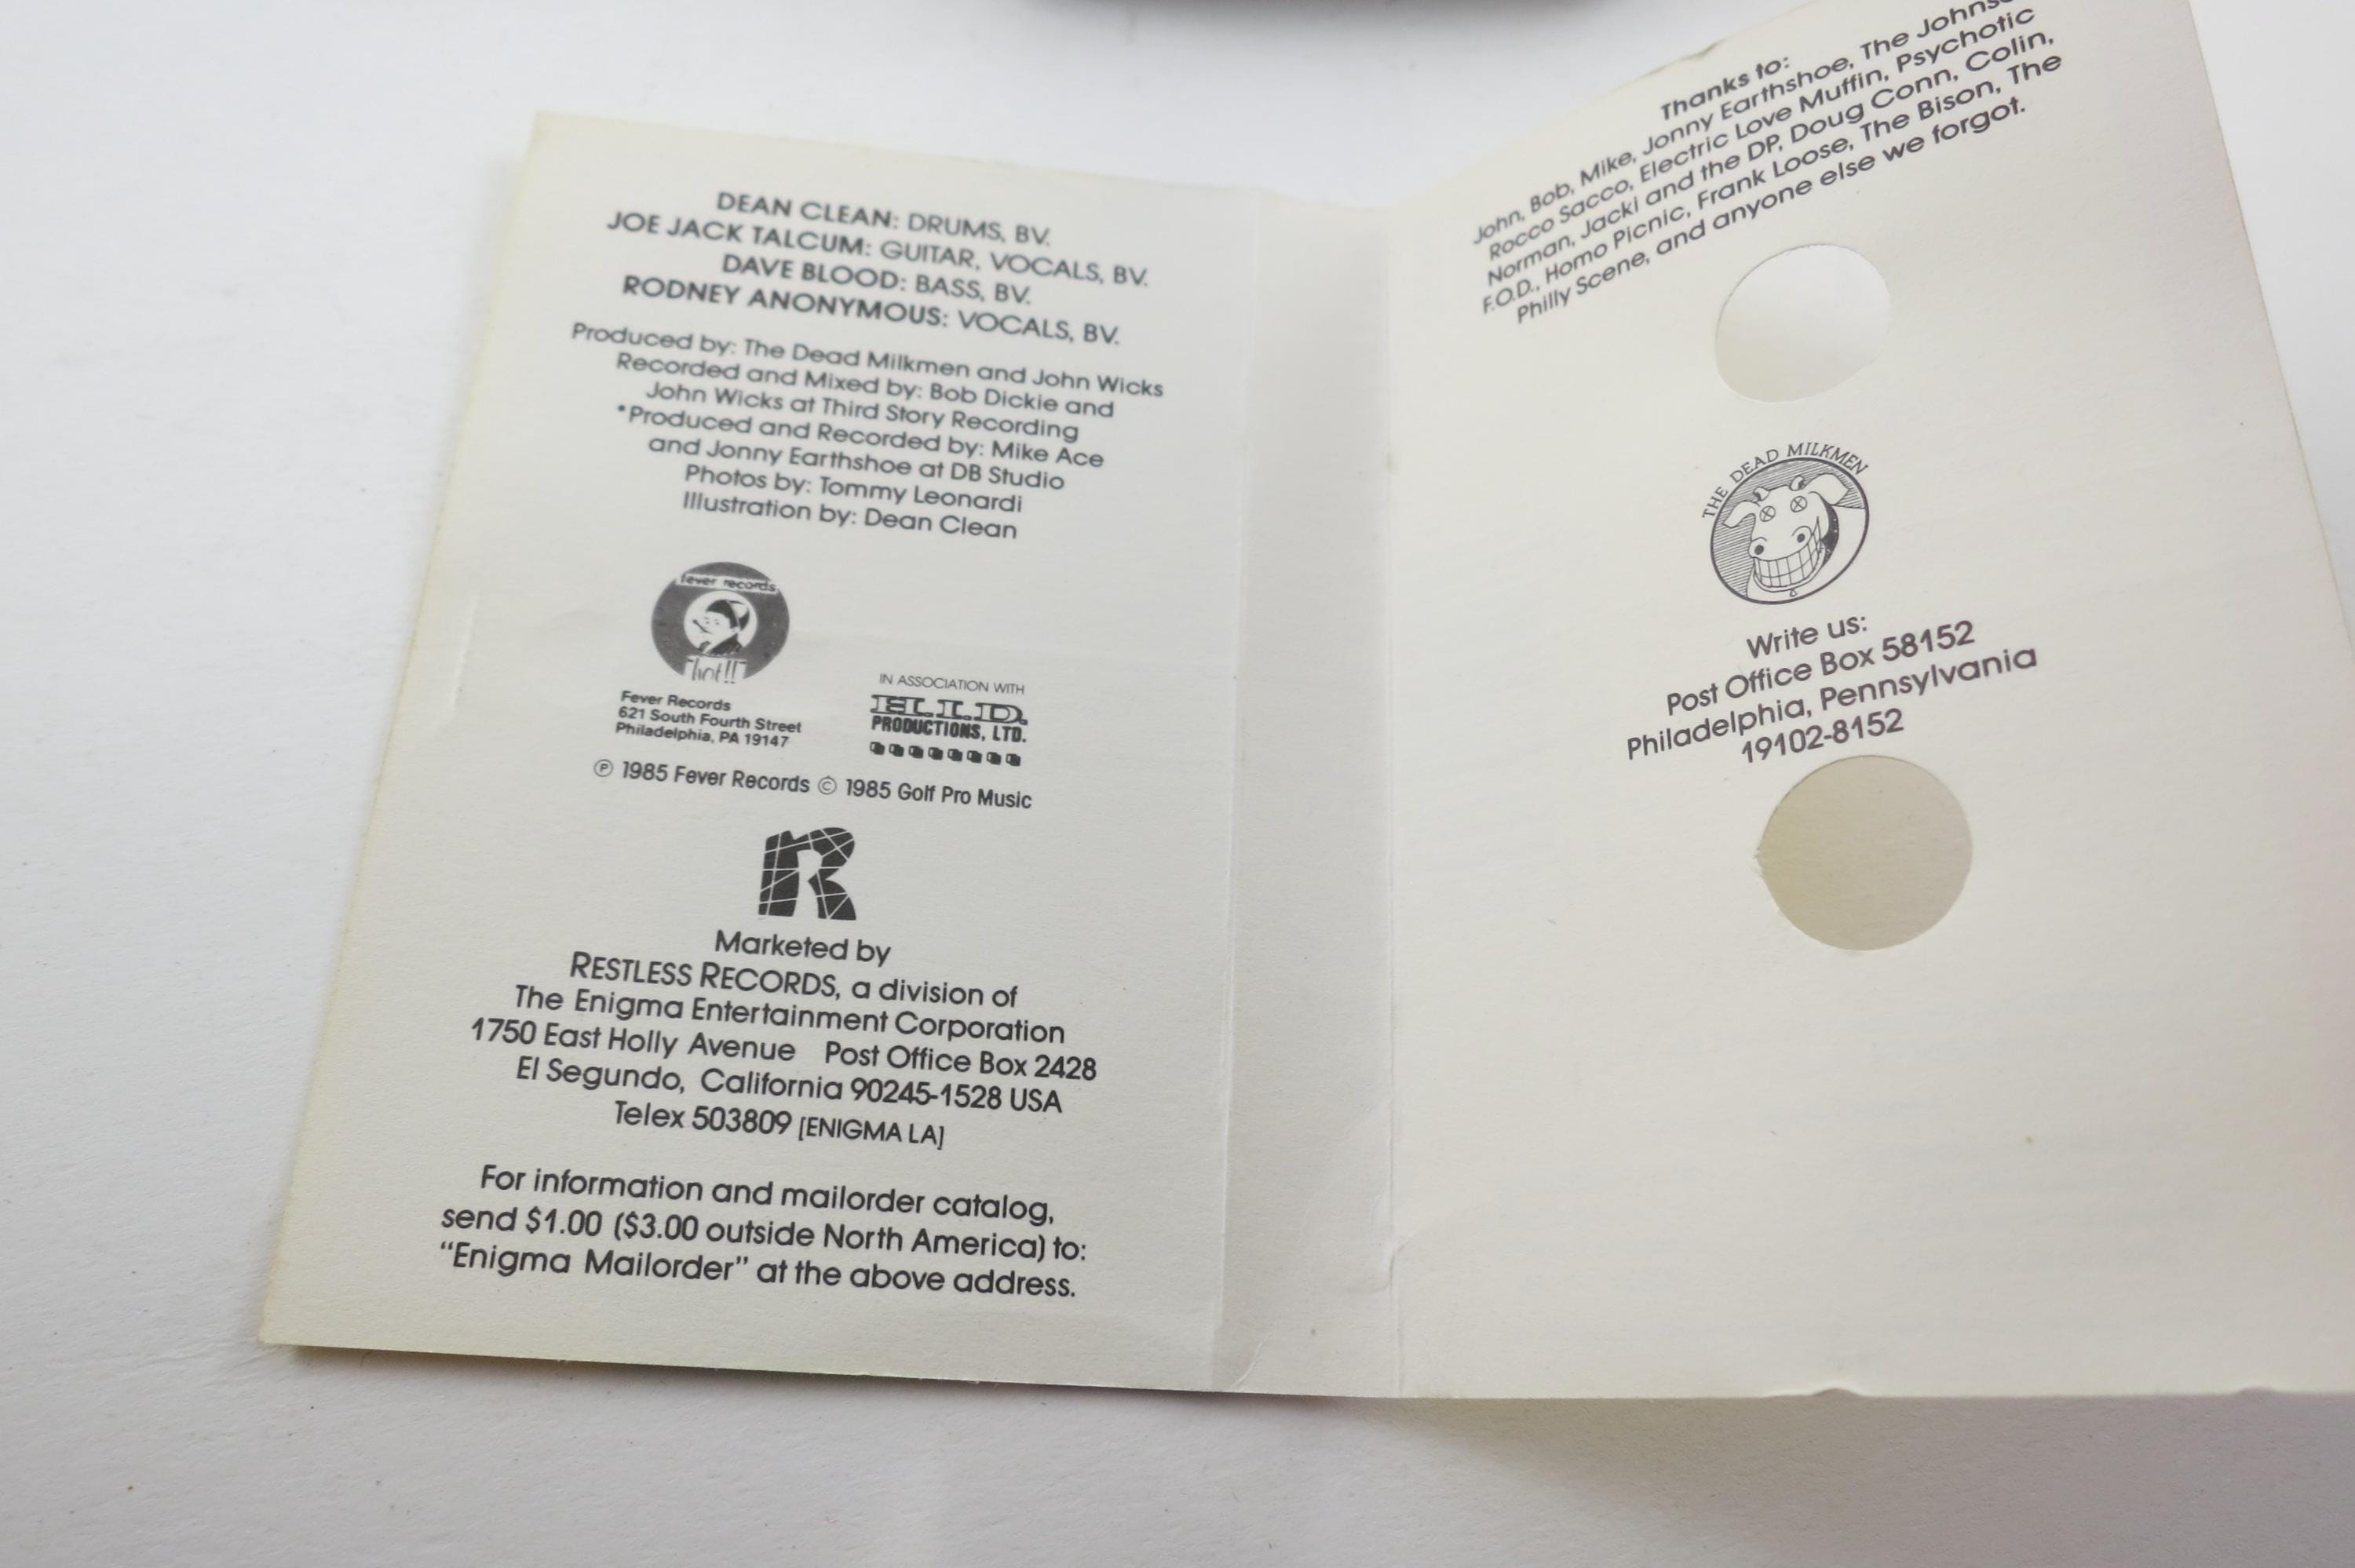 DEAN CLEAN: DRUMS, BV.
JOE JACK TALCUM: GUITAR, VOCALS, BV.
DAVE BLOOD: BASS, BV.
RODNEY ANONYMOUS: VOCALS, BV.
Produced by: The Dead Milkmen and John Wicks
Recorded and Mixed by: Bob Dickie and
John Wicks at Third Story Recording
*Produced and Recorded by: Mike Ace
and Jonny Earthshoe at DB Studio
Photos by: Tommy Leonardi
Illustration by: Dean Clean
fever records
hot!!
Fever Records
621 South Fourth Street
Philadelphia, PA 19147
IN ASSOCIATION WITH
PRODUCTIONS, LTD.
℗ 1985 Fever Records © 1985 Golf Pro Music
R
Marketed by
RESTLESS RECORDS, a division of
The Enigma Entertainment Corporation
1750 East Holly Avenue Post Office Box 2428
El Segundo, California 90245-1528 USA
Telex 503809 [ENIGMA LA]
For information and mailorder catalog,
send $1.00 ($3.00 outside North America) to:
“Enigma Mailorder” at the above address.
Thanks to:
John, Bob, Mike, Jonny Earthshoe, The
Rocco Sacco, Electric Love Muffin, Psychotic
Norman, Jacki and the DP, Doug Conn, Colin,
F.O.D., Homo Picnic, Frank Loose, The Bison, The
Philly Scene, and anyone else we forgot.
THE DEAD MILKMEN
Write us:
Post Office Box 58152
Philadelphia, Pennsylvania
19102-8152